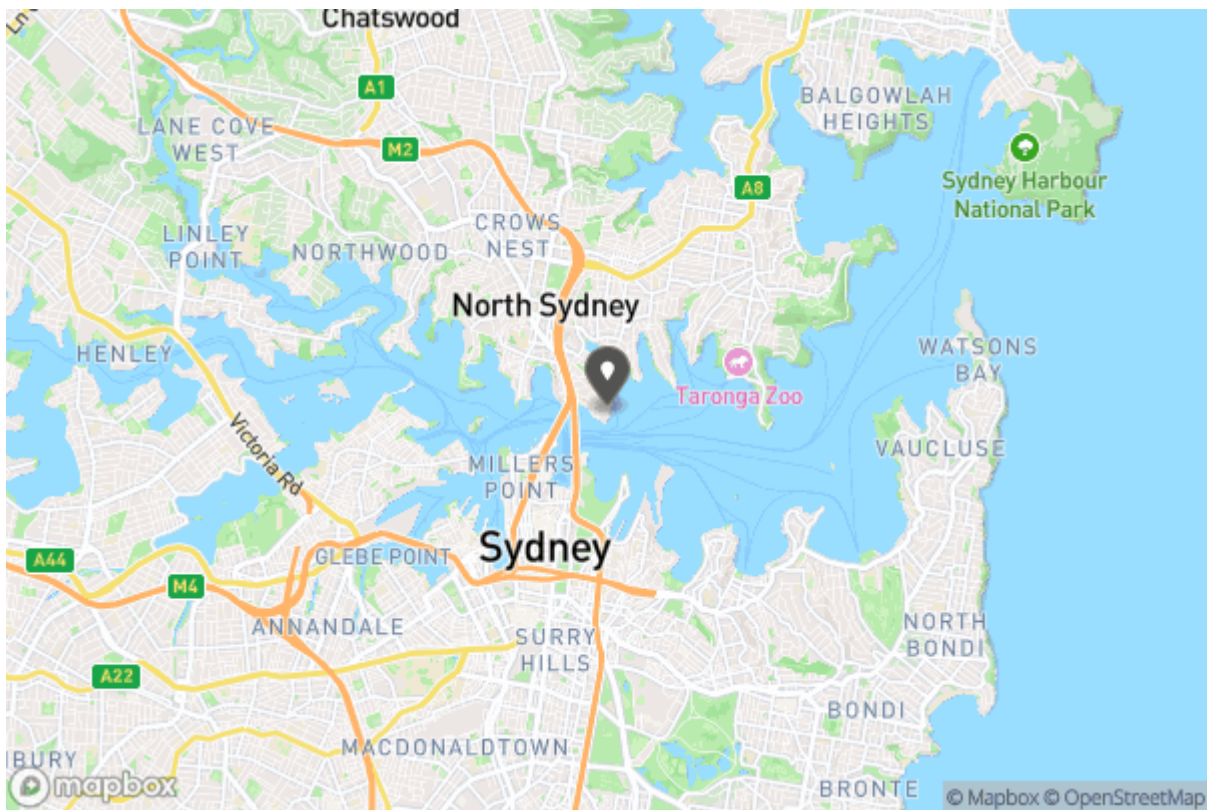 Ln
Chatswood
A1
BALGOWLAH
HEIGHTS
LANE COVE
WEST
M2
A8
Sydney Harbour
National Park
CROWS
NEST
LINLEY
POINT
NORTHWOOD
North Sydney
HENLEY
WATSONS
BAY
Taronga Zoo
Victoria Rd
VAUCLUSE
MILLERS
POINT
Sydney
GLEBE POINT
A44
M4
ANNANDALE
NORTH
BONDI
SURRY
HILLS
A22
BONDI
MACDONALDTOWN
BURY
BRONTE
mapbox
© Mapbox © OpenStreetMap